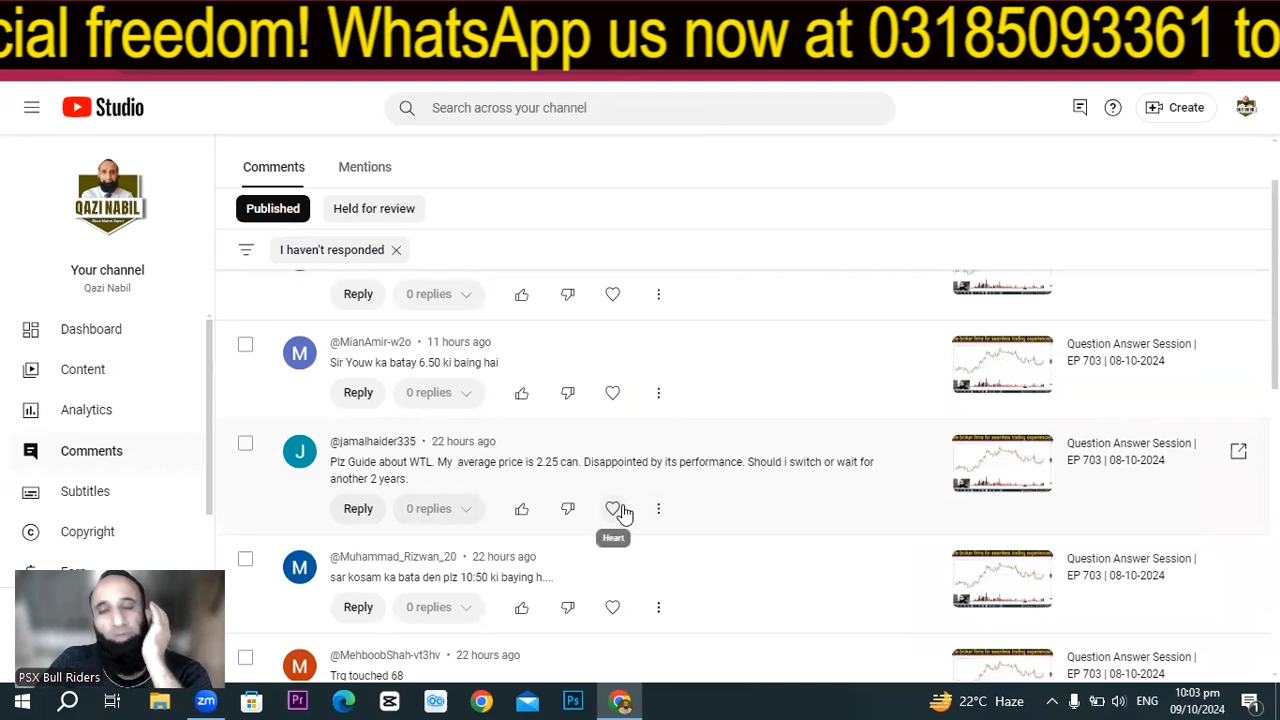 cial freedom! WhatsApp us now at 03185093361 to
Studio
Search across your channel
Create
QAZI NABIL
Your channel
Qazi Nabil
Dashboard
Content
Analytics
Comments
Subtitles
Copyright
Comments
Mentions
Published
Held for review
I haven't responded
Reply
0 replies
@MianAmir-w2o • 11 hours ago
Sir Youw ka batay 6.50 ki baing hai
Reply
0 replies
Question Answer Session |
EP 703 | 08-10-2024
@jamalhaider335 • 22 hours ago
Plz Guide about WTL. My average price is 2.25 can. Disappointed by its performance. Should i switch or wait for
another 2 years.
Reply
0 replies
Heart
Question Answer Session |
EP 703 | 08-10-2024
@Muhammad_Rizwan_20 • 22 hours ago
sar kosam ka bata den plz 10:50 ki baying h....
Reply
0 replies
Question Answer Session |
EP 703 | 08-10-2024
@MehboobShah-vt3hv • 22 hours ago
Trg touched 68
Question Answer Session |
EP 703 | 08-10-2024
PSX Bull Riders
22°C Haze
ENG
10:03 pm
09/10/2024